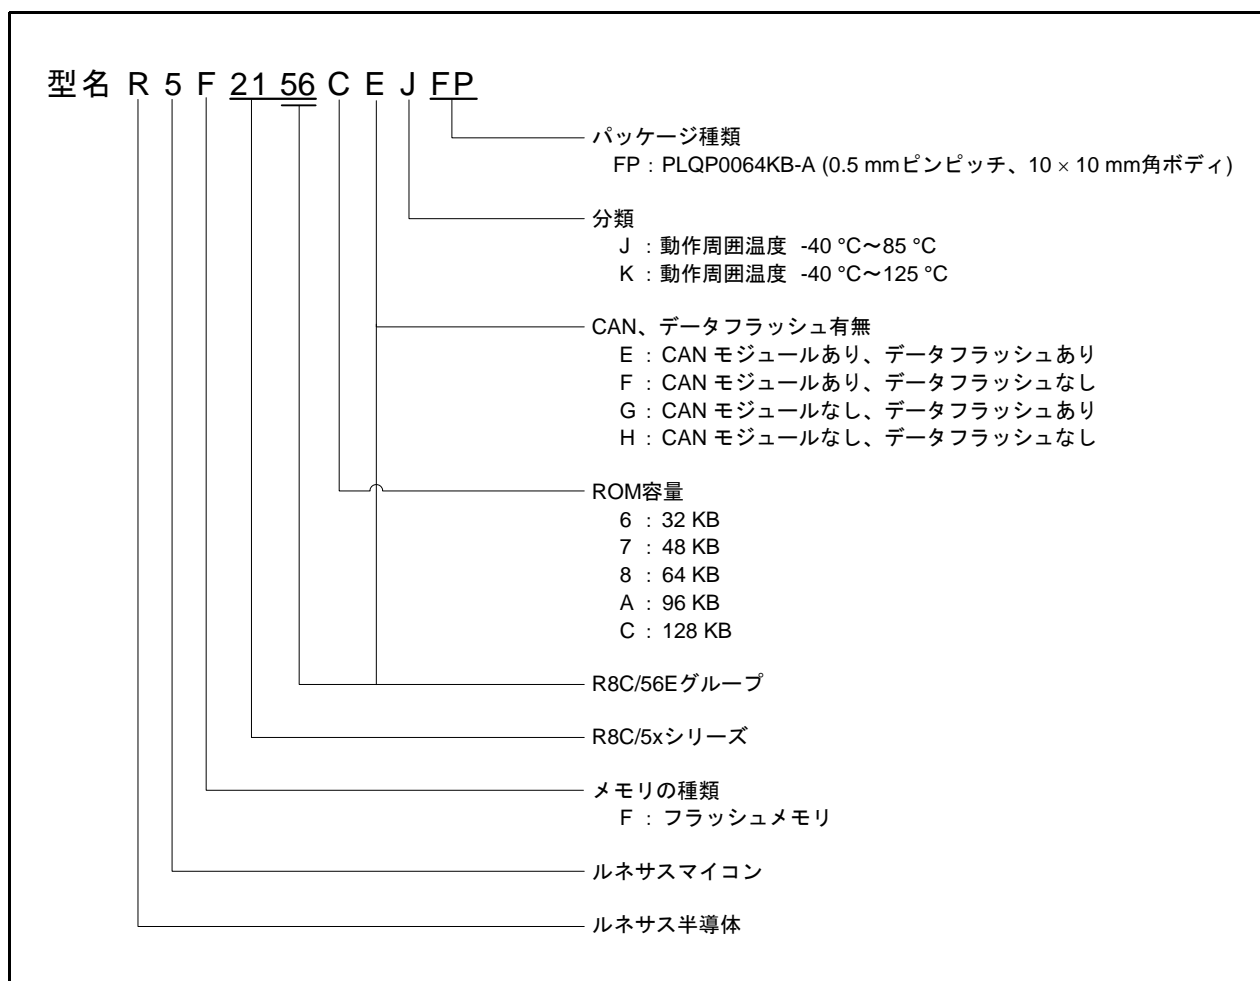 型名 R 5 F 21 56 C E J FP
パッケージ種類
FP : PLQP0064KB-A (0.5 mmピンピッチ、10 × 10 mm角ボディ)
分類
J : 動作周囲温度 -40 °C～85 °C
K : 動作周囲温度 -40 °C～125 °C
CAN、データフラッシュ有無
E : CAN モジュールあり、データフラッシュあり
F : CAN モジュールあり、データフラッシュなし
G : CAN モジュールなし、データフラッシュあり
H : CAN モジュールなし、データフラッシュなし
ROM容量
6 : 32 KB
7 : 48 KB
8 : 64 KB
A : 96 KB
C : 128 KB
R8C/56Eグループ
R8C/5xシリーズ
メモリの種類
F : フラッシュメモリ
ルネサスマイコン
ルネサス半導体